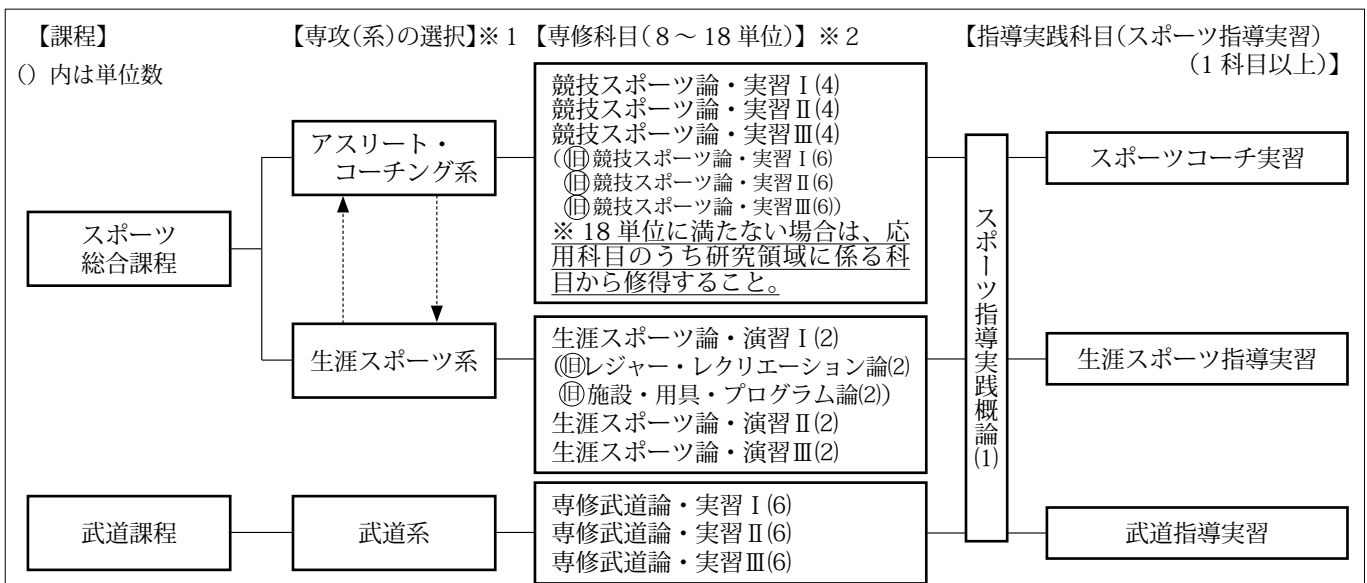 【課程】
【専攻(系)の選択】※1
【専修科目(8～18単位)】※2
【指導実践科目(スポーツ指導実習)
(1科目以上)】
()内は単位数
スポーツ
総合課程
アスリート・
コーチング系
競技スポーツ論・実習Ⅰ(4)
競技スポーツ論・実習Ⅱ(4)
競技スポーツ論・実習Ⅲ(4)
(㊐競技スポーツ論・実習Ⅰ(6)
㊐競技スポーツ論・実習Ⅱ(6)
㊐競技スポーツ論・実習Ⅲ(6))
※18単位に満たない場合は、応
用科目のうち研究領域に係る科
目から修得すること。
生涯スポーツ系
生涯スポーツ論・演習Ⅰ(2)
(旧レジャー・レクリエーション論(2)
旧施設・用具・プログラム論(2))
生涯スポーツ論・演習Ⅱ(2)
生涯スポーツ論・演習Ⅲ(2)
武道課程
武道系
専修武道論・実習Ⅰ(6)
専修武道論・実習Ⅱ(6)
専修武道論・実習Ⅲ(6)
スポーツ指導実践概論(1)
スポーツコーチ実習
生涯スポーツ指導実習
武道指導実習